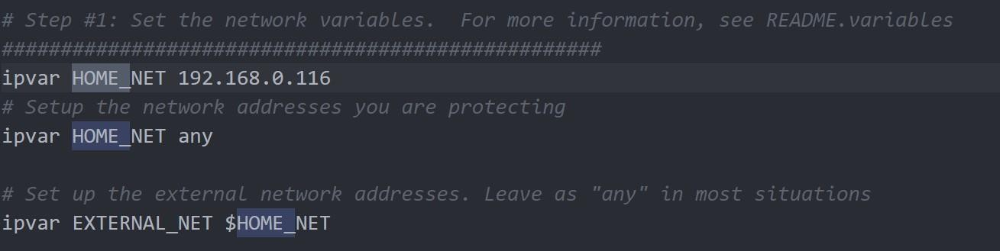 # Step #1: Set the network variables.  For more information, see README.variables
###################################################
ipvar HOME_NET 192.168.0.116
# Setup the network addresses you are protecting
ipvar HOME_NET any
# Set up the external network addresses. Leave as "any" in most situations
ipvar EXTERNAL_NET $HOME_NET